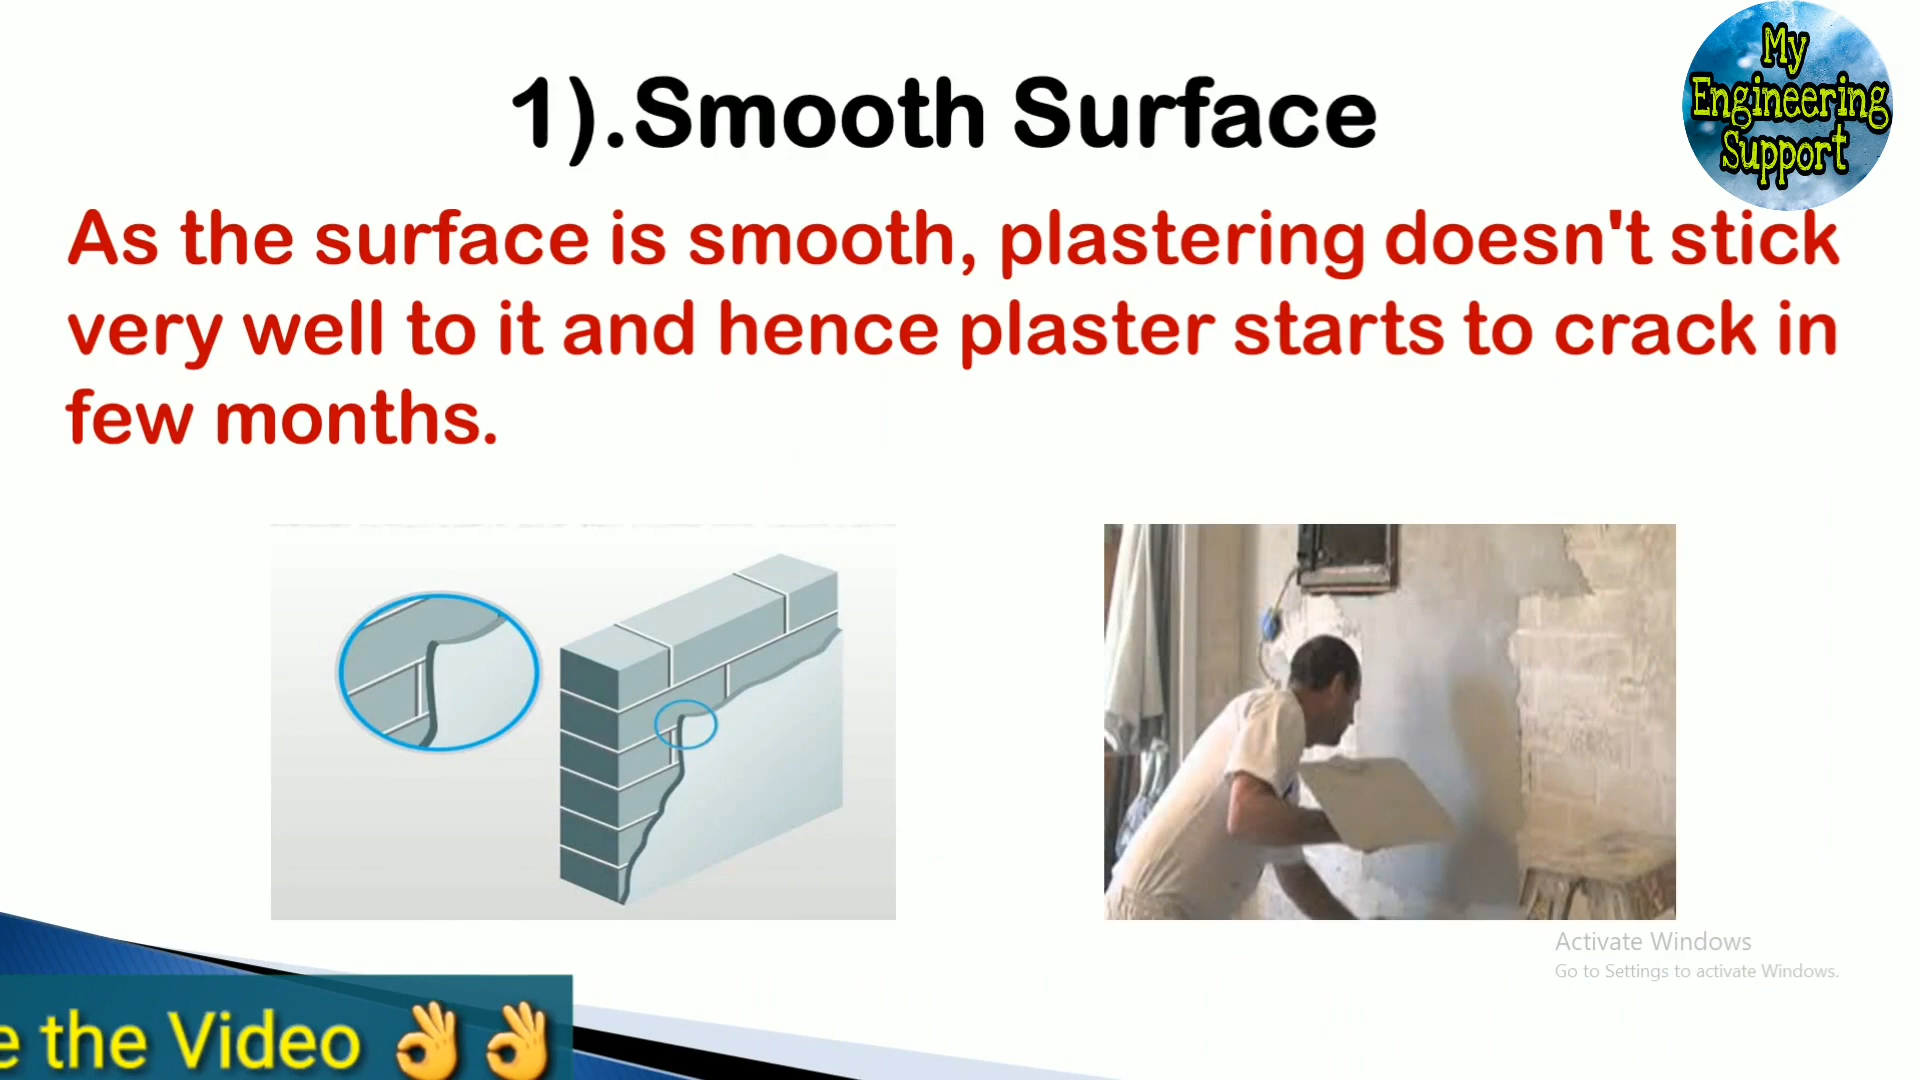 1).Smooth Surface
My
Engineering
Support
As the surface is smooth, plastering doesn't stick
very well to it and hence plaster starts to crack in
few months.
Activate Windows
Go to Settings to activate Windows.
e the Video 👌👌